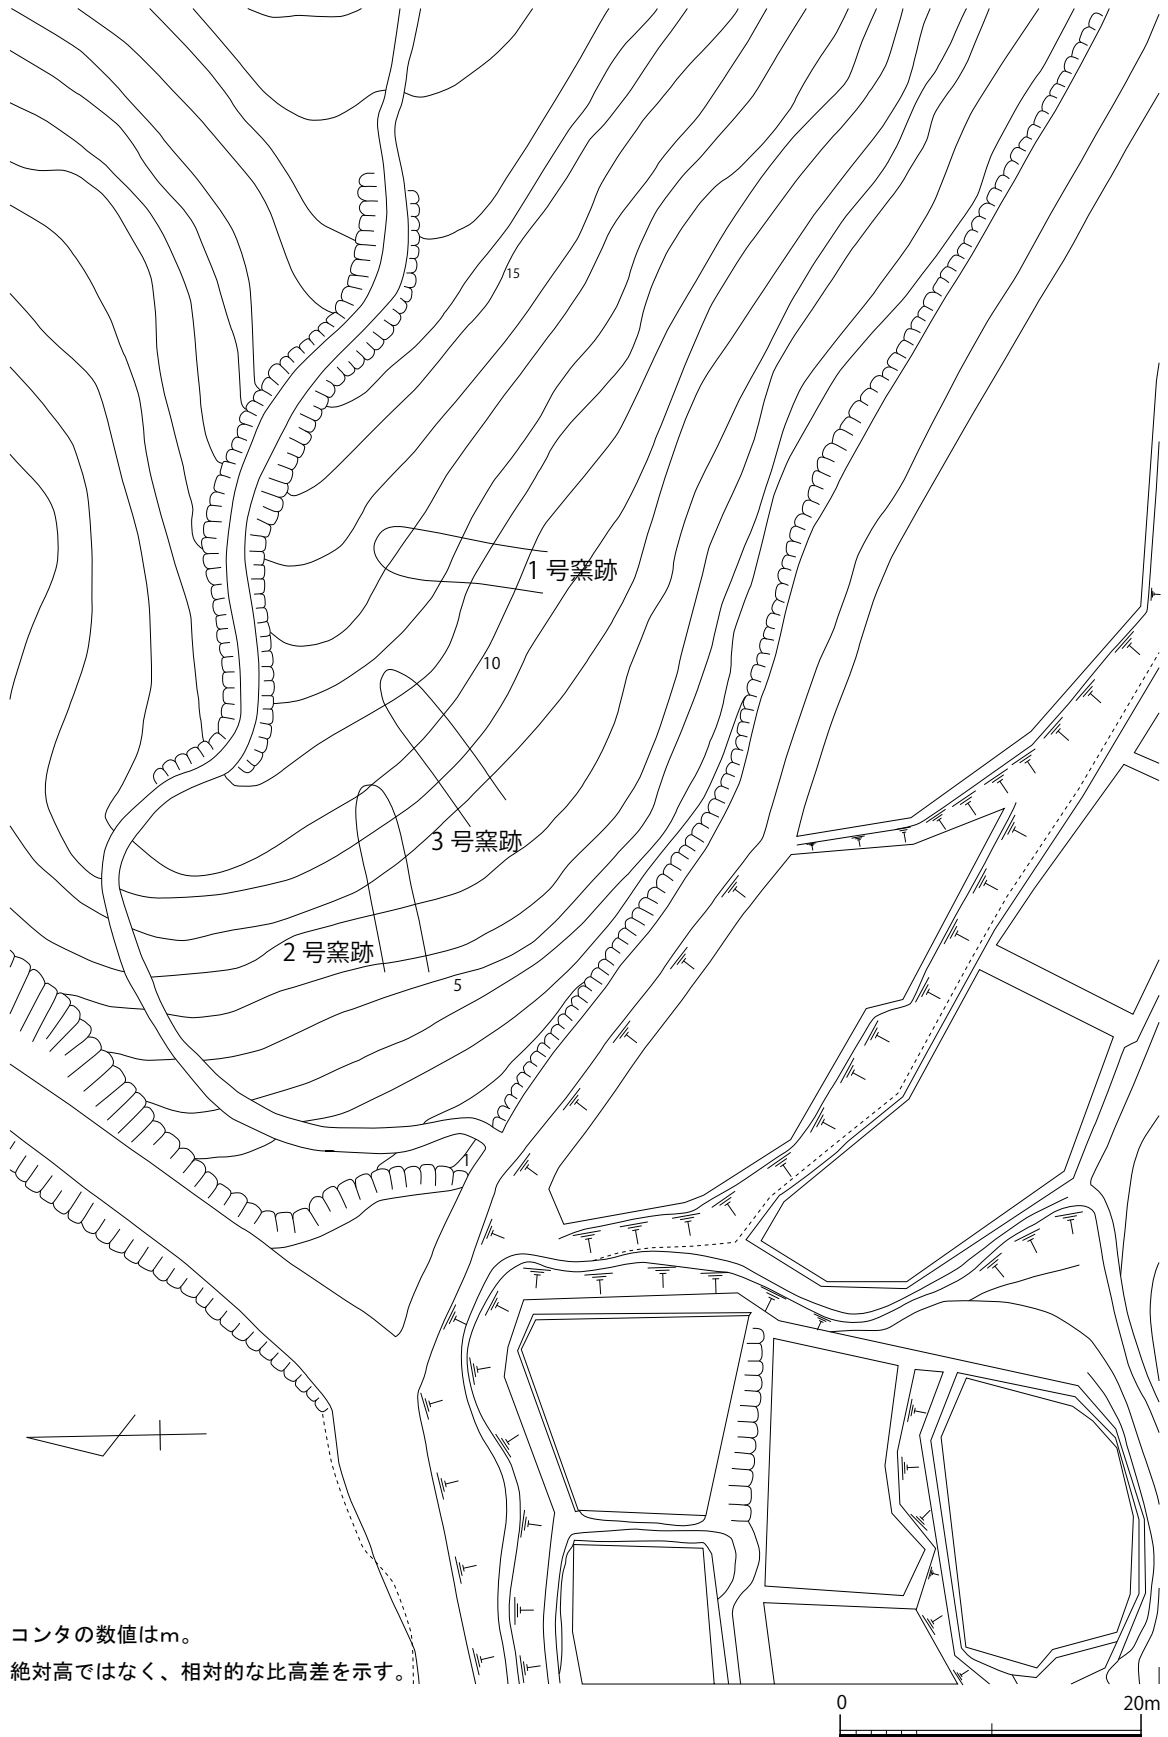 15
1 号窯跡
10
3 号窯跡
2 号窯跡
5
1
コンタの数値はm。
絶対高ではなく、相対的な比高差を示す。
0 20m